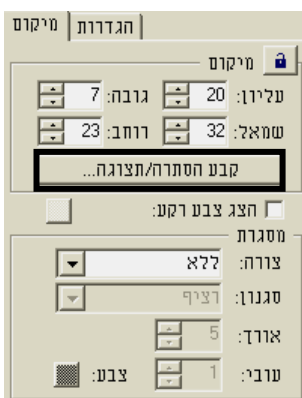 מיקום הגדרות
מיקום
עליון: 20 גובה: 7
שמאל: 32 רוחב: 23
קבע הסתרה/תצוגה...
הצג צבע רקע:
מסגרת
צורה: ללא
סגנון: רציף
אורך: 5
עובי: 1 צבע: